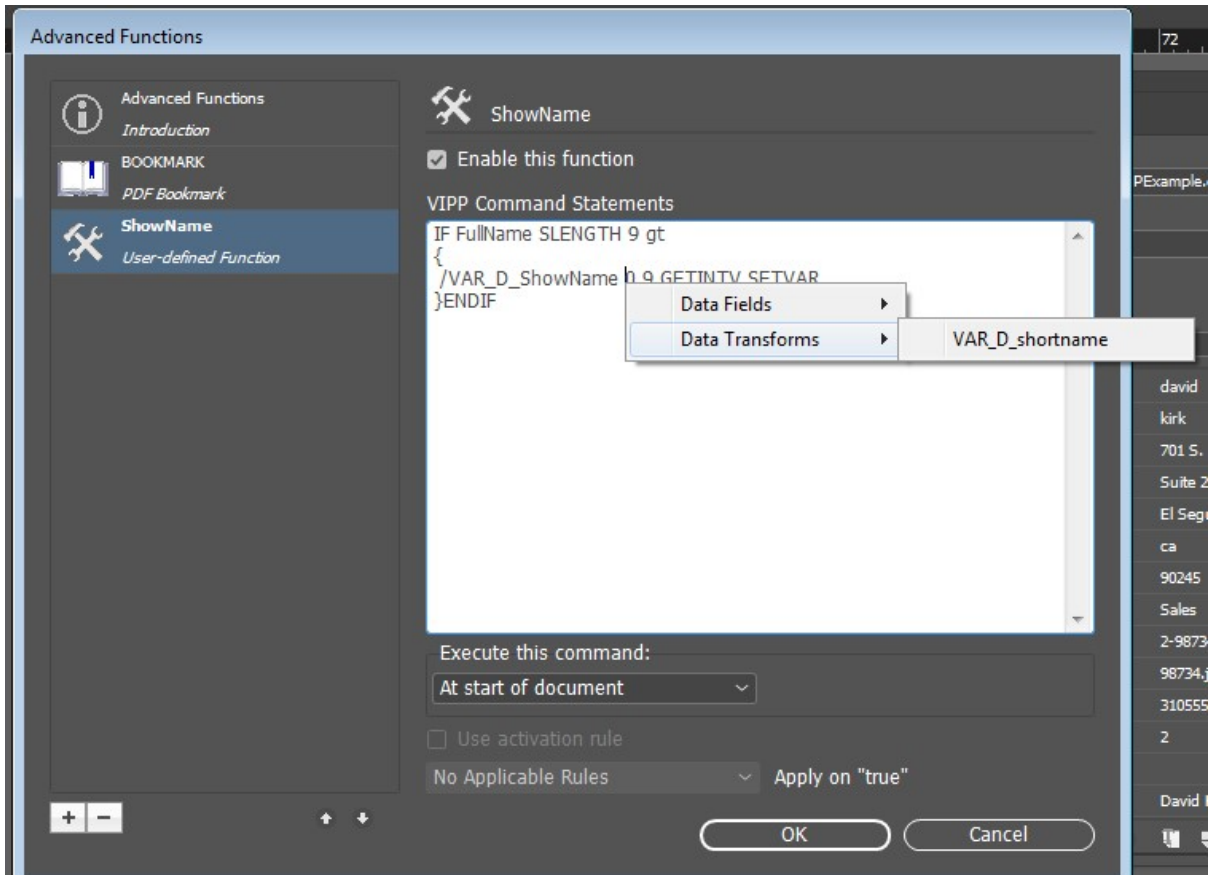 Advanced Functions
72
Advanced Functions
Introduction
BOOKMARK
PDF Bookmark
ShowName
User-defined Function
ShowName
Enable this function
VIPP Command Statements
IF FullName SLENGTH 9 gt
{
/VAR_D_ShowName 0 9 GETINTV SETVAR
}ENDIF
Data Fields
Data Transforms
VAR_D_shortname
Execute this command:
At start of document
Use activation rule
No Applicable Rules
Apply on "true"
+ -
OK
Cancel
PExample.
david
kirk
701 S.
Suite 2
El Segu
ca
90245
Sales
2-9873
98734.j
310555
2
David